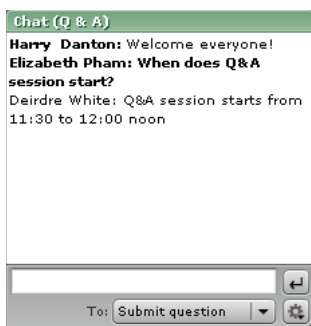 Chat (Q & A)
Harry Danton: Welcome everyone!
Elizabeth Pham: When does Q&A
session start?
Deirdre White: Q&A session starts from
11:30 to 12:00 noon
To: Submit question